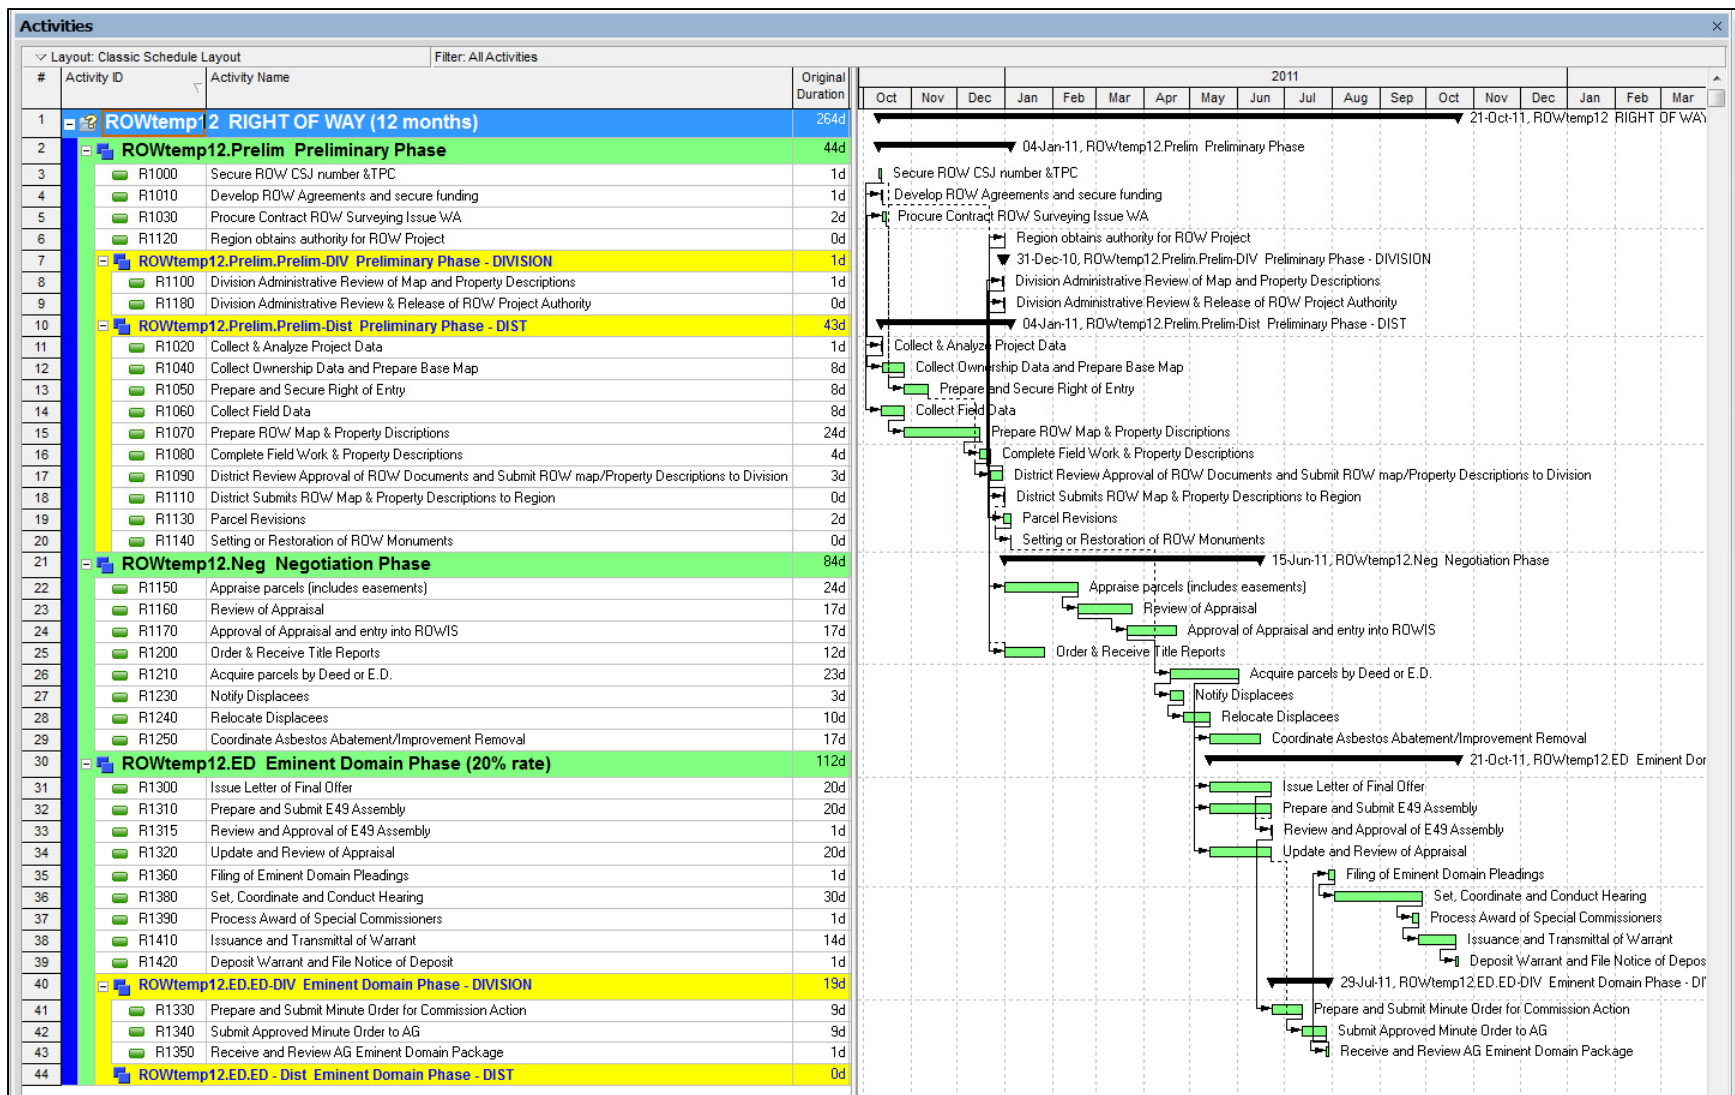 Activities
Layout: Classic Schedule Layout Filter: All Activities
# Activity ID Activity Name Original Duration 2011
Oct Nov Dec Jan Feb Mar Apr May Jun Jul Aug Sep Oct Nov Dec Jan Feb Mar
1 ROWtemp12 RIGHT OF WAY (12 months) 264d 21-Oct-11, ROWtemp12 RIGHT OF WAY
2 ROWtemp12.Prelim Preliminary Phase 44d 04-Jan-11, ROWtemp12.Prelim Preliminary Phase
3 R1000 Secure ROW CSJ number &TPC 1d Secure ROW CSJ number &TPC
4 R1010 Develop ROW Agreements and secure funding 1d Develop ROW Agreements and secure funding
5 R1030 Procure Contract ROW Surveying Issue WA 2d Procure Contract ROW Surveying Issue WA
6 R1120 Region obtains authority for ROW Project 0d Region obtains authority for ROW Project
7 ROWtemp12.Prelim.Prelim-DIV Preliminary Phase - DIVISION 1d 31-Dec-10, ROWtemp12.Prelim.Prelim-DIV Preliminary Phase - DIVISION
8 R1100 Division Administrative Review of Map and Property Descriptions 1d Division Administrative Review of Map and Property Descriptions
9 R1180 Division Administrative Review & Release of ROW Project Authority 0d Division Administrative Review & Release of ROW Project Authority
10 ROWtemp12.Prelim.Prelim-Dist Preliminary Phase - DIST 43d 04-Jan-11, ROWtemp12.Prelim.Prelim-Dist Preliminary Phase - DIST
11 R1020 Collect & Analyze Project Data 1d Collect & Analyze Project Data
12 R1040 Collect Ownership Data and Prepare Base Map 8d Collect Ownership Data and Prepare Base Map
13 R1050 Prepare and Secure Right of Entry 8d Prepare and Secure Right of Entry
14 R1060 Collect Field Data 8d Collect Field Data
15 R1070 Prepare ROW Map & Property Discriptions 24d Prepare ROW Map & Property Discriptions
16 R1080 Complete Field Work & Property Descriptions 4d Complete Field Work & Property Descriptions
17 R1090 District Review Approval of ROW Documents and Submit ROW map/Property Descriptions to Division 3d District Review Approval of ROW Documents and Submit ROW map/Property Descriptions to Division
18 R1110 District Submits ROW Map & Property Descriptions to Region 0d District Submits ROW Map & Property Descriptions to Region
19 R1130 Parcel Revisions 2d Parcel Revisions
20 R1140 Setting or Restoration of ROW Monuments 0d Setting or Restoration of ROW Monuments
21 ROWtemp12.Neg Negotiation Phase 84d 15-Jun-11, ROWtemp12.Neg Negotiation Phase
22 R1150 Appraise parcels (includes easements) 24d Appraise parcels (includes easements)
23 R1160 Review of Appraisal 17d Review of Appraisal
24 R1170 Approval of Appraisal and entry into ROWIS 17d Approval of Appraisal and entry into ROWIS
25 R1200 Order & Receive Title Reports 12d Order & Receive Title Reports
26 R1210 Acquire parcels by Deed or E.D. 23d Acquire parcels by Deed or E.D.
27 R1230 Notify Displacees 3d Notify Displacees
28 R1240 Relocate Displacees 10d Relocate Displacees
29 R1250 Coordinate Asbestos Abatement/Improvement Removal 17d Coordinate Asbestos Abatement/Improvement Removal
30 ROWtemp12.ED Eminent Domain Phase (20% rate) 112d 21-Oct-11, ROWtemp12.ED Eminent Dor
31 R1300 Issue Letter of Final Offer 20d Issue Letter of Final Offer
32 R1310 Prepare and Submit E49 Assembly 20d Prepare and Submit E49 Assembly
33 R1315 Review and Approval of E49 Assembly 1d Review and Approval of E49 Assembly
34 R1320 Update and Review of Appraisal 20d Update and Review of Appraisal
35 R1360 Filing of Eminent Domain Pleadings 1d Filing of Eminent Domain Pleadings
36 R1380 Set, Coordinate and Conduct Hearing 30d Set, Coordinate and Conduct Hearing
37 R1390 Process Award of Special Commissioners 1d Process Award of Special Commissioners
38 R1410 Issuance and Transmittal of Warrant 14d Issuance and Transmittal of Warrant
39 R1420 Deposit Warrant and File Notice of Deposit 1d Deposit Warrant and File Notice of Depos
40 ROWtemp12.ED.ED-DIV Eminent Domain Phase - DIVISION 19d 29-Jul-11, ROWtemp12.ED.ED-DIV Eminent Domain Phase - DI
41 R1330 Prepare and Submit Minute Order for Commission Action 9d Prepare and Submit Minute Order for Commission Action
42 R1340 Submit Approved Minute Order to AG 9d Submit Approved Minute Order to AG
43 R1350 Receive and Review AG Eminent Domain Package 1d Receive and Review AG Eminent Domain Package
44 ROWtemp12.ED.ED - Dist Eminent Domain Phase - DIST 0d